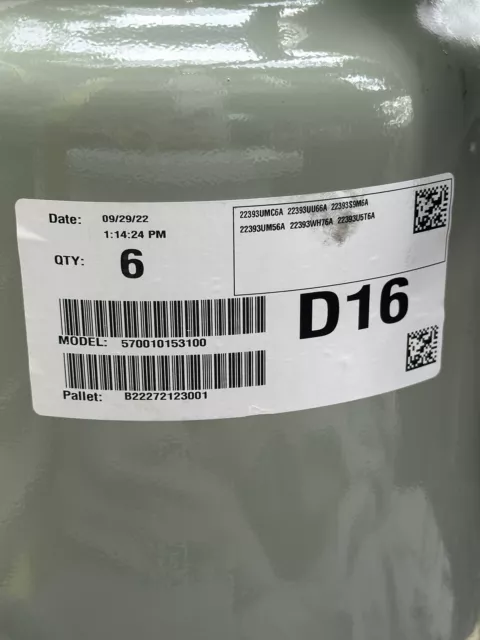 Date: 09/29/22
1:14:24 PM
QTY: 6
22393UMC6A 22393UU66A 22393S9M6A
22393UM56A 22393WH76A 22393U5T6A
D16
MODEL: 570010153100
Pallet: B22272123001